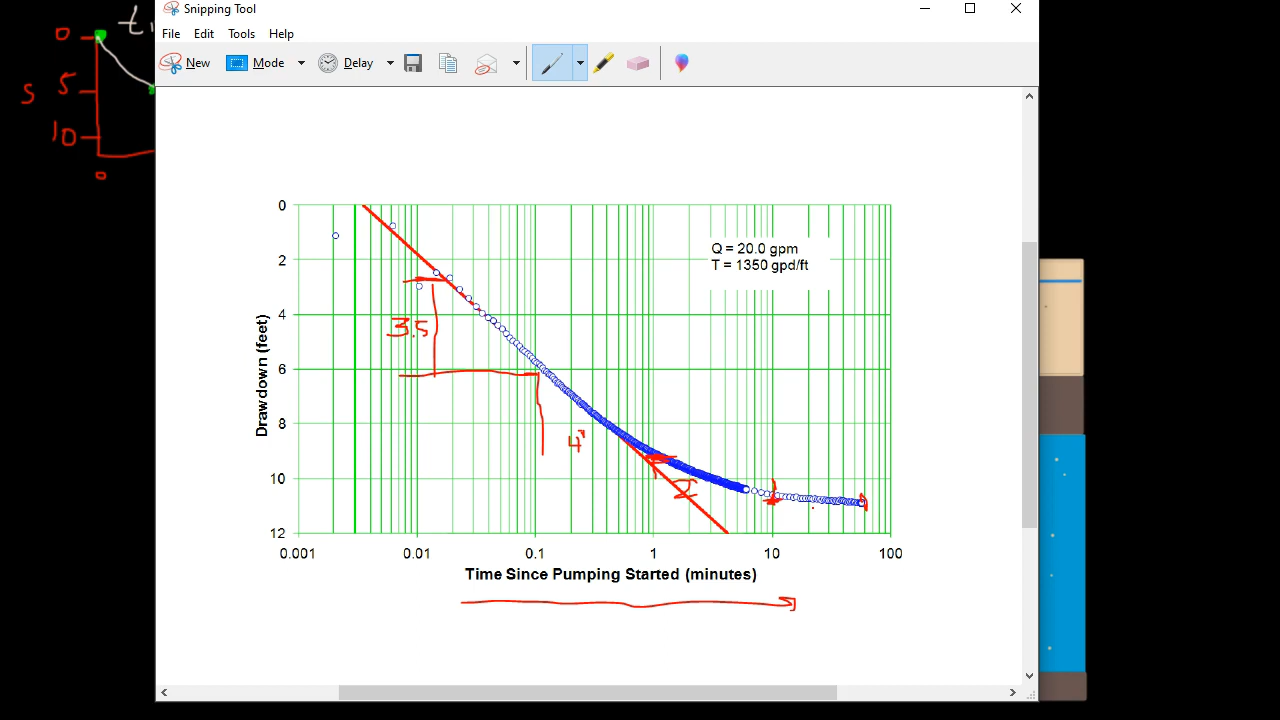 Snipping Tool
File Edit Tools Help
New Mode Delay
0
5
10
S
0
0
2
4
6
8
10
12
Drawdown (feet)
Q = 20.0 gpm
T = 1350 gpd/ft
3.5
4'
2
0.001 0.01 0.1 1 10 100
Time Since Pumping Started (minutes)